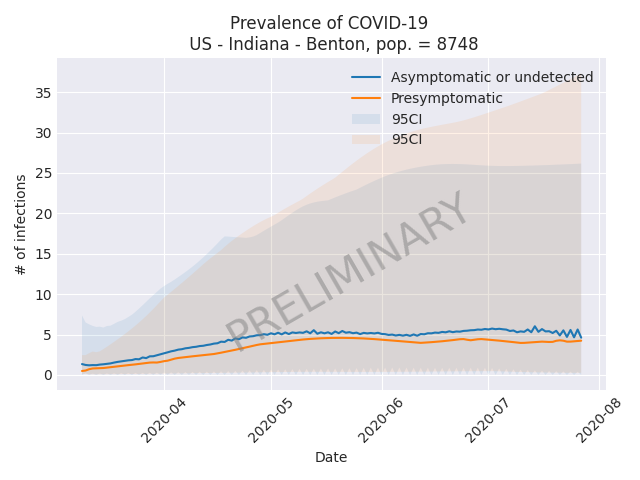 Prevalence of COVID-19
US - Indiana - Benton, pop. = 8748
Asymptomatic or undetected
Presymptomatic
95CI
95CI
35
30
25
20
15
10
5
0
# of infections
PRELIMINARY
2020-04
2020-05
2020-06
2020-07
2020-08
Date